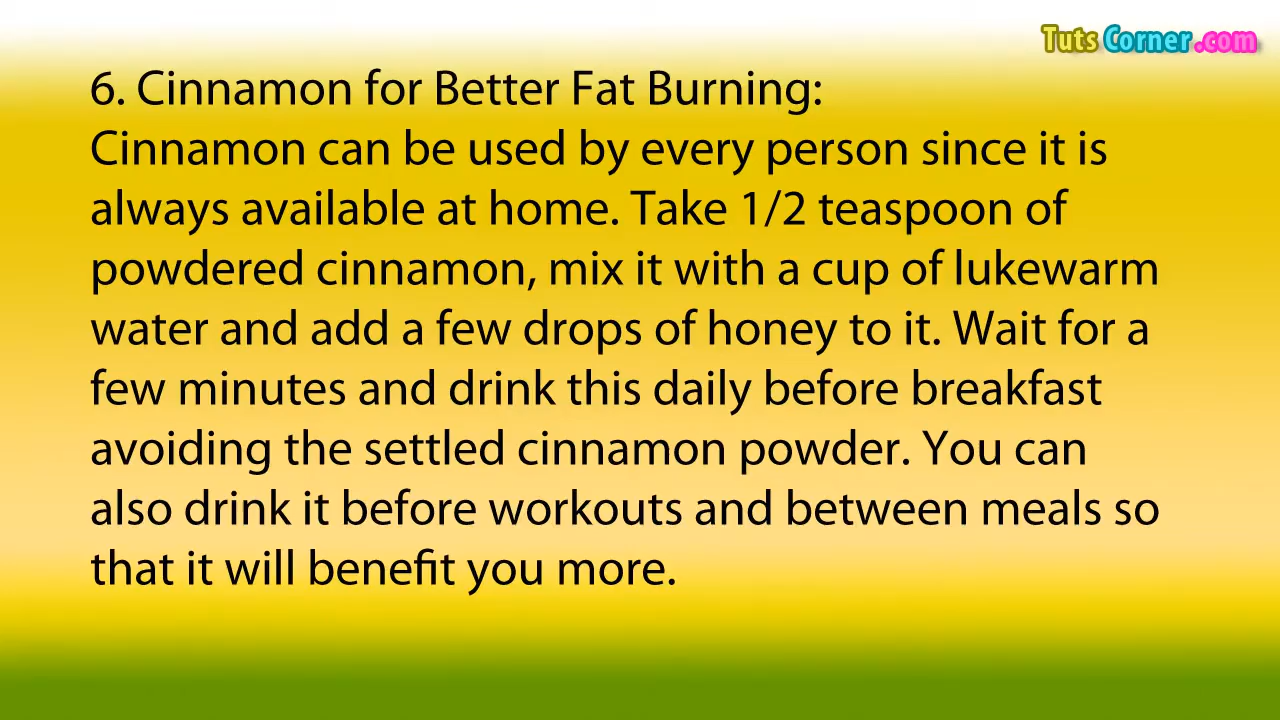 Tuts Corner.com
6. Cinnamon for Better Fat Burning:
Cinnamon can be used by every person since it is
always available at home. Take 1/2 teaspoon of
powdered cinnamon, mix it with a cup of lukewarm
water and add a few drops of honey to it. Wait for a
few minutes and drink this daily before breakfast
avoiding the settled cinnamon powder. You can
also drink it before workouts and between meals so
that it will benefit you more.